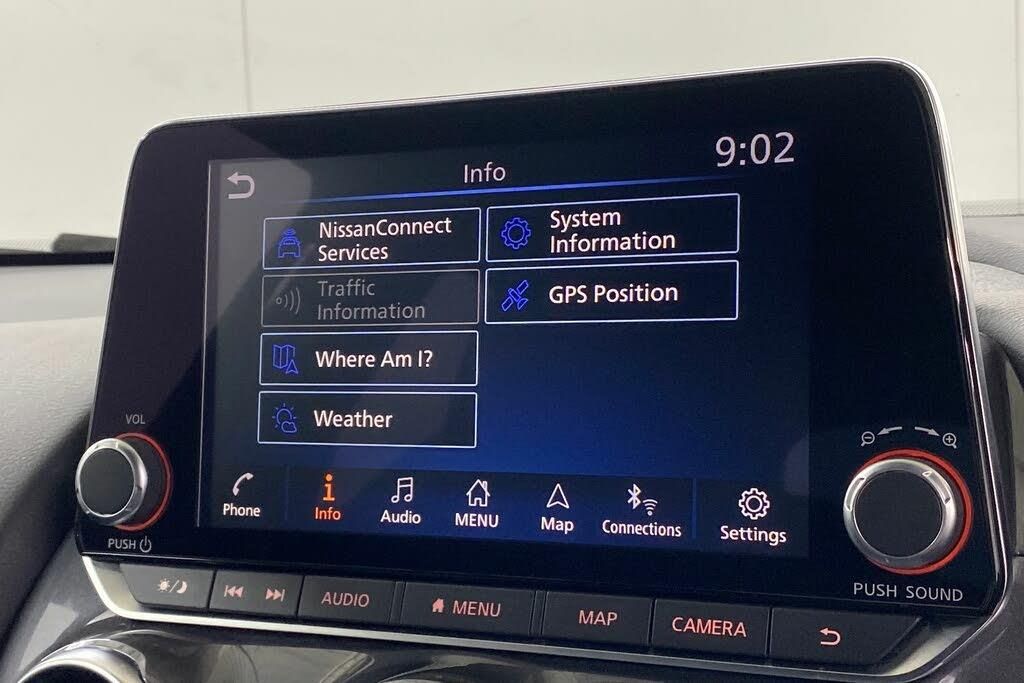 9:02
Info
NissanConnect
Services
System
Information
Traffic
Information
GPS Position
Where Am I?
Weather
Phone
Info
Audio
MENU
Map
Connections
Settings
VOL
PUSH
PUSH SOUND
AUDIO
MENU
MAP
CAMERA